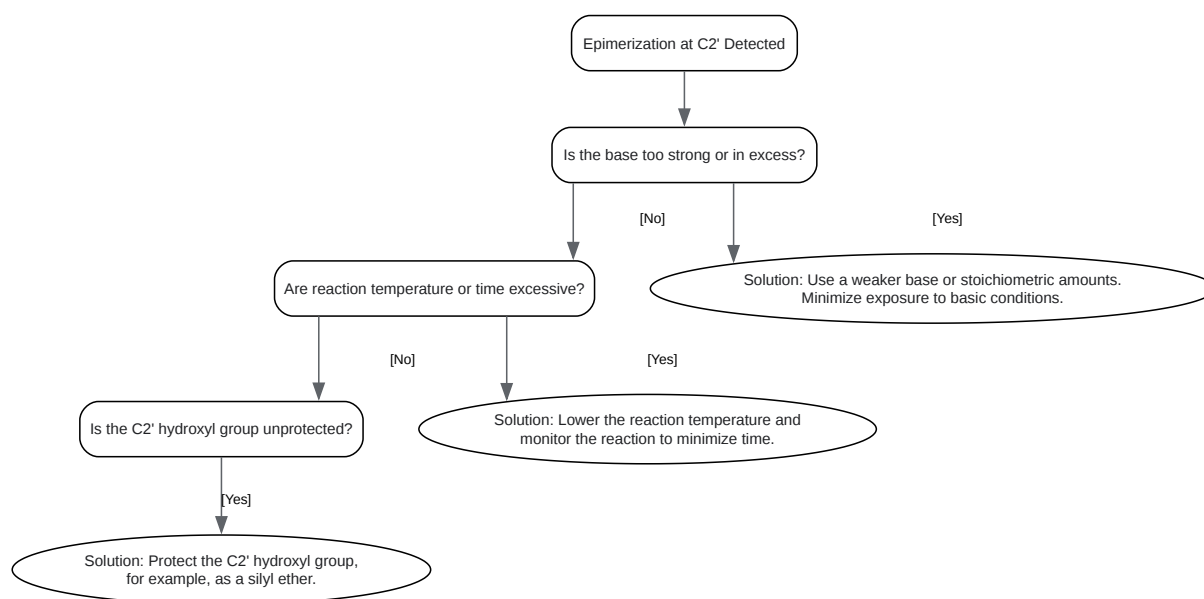 Epimerization at C2' Detected
Is the base too strong or in excess?
[No]
[Yes]
Are reaction temperature or time excessive?
Solution: Use a weaker base or stoichiometric amounts.
Minimize exposure to basic conditions.
[No]
[Yes]
Is the C2' hydroxyl group unprotected?
Solution: Lower the reaction temperature and
monitor the reaction to minimize time.
[Yes]
Solution: Protect the C2' hydroxyl group,
for example, as a silyl ether.